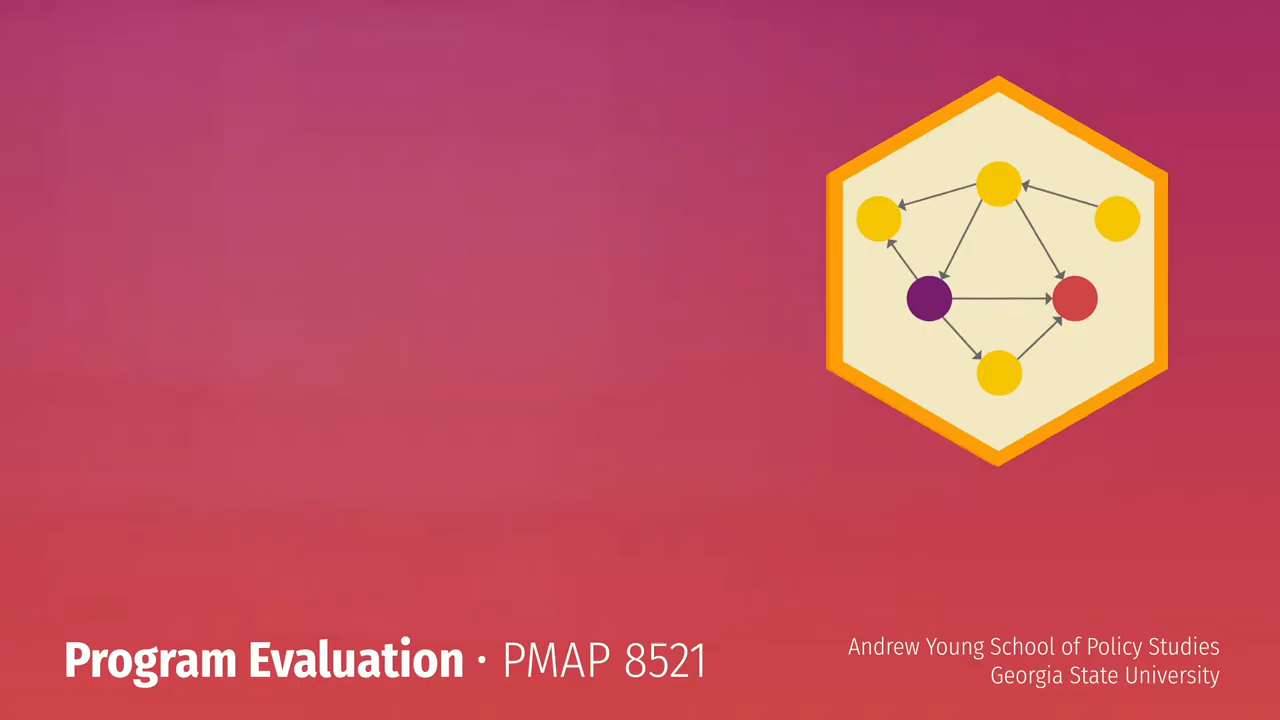 Program Evaluation · PMAP 8521
Andrew Young School of Policy Studies
Georgia State University